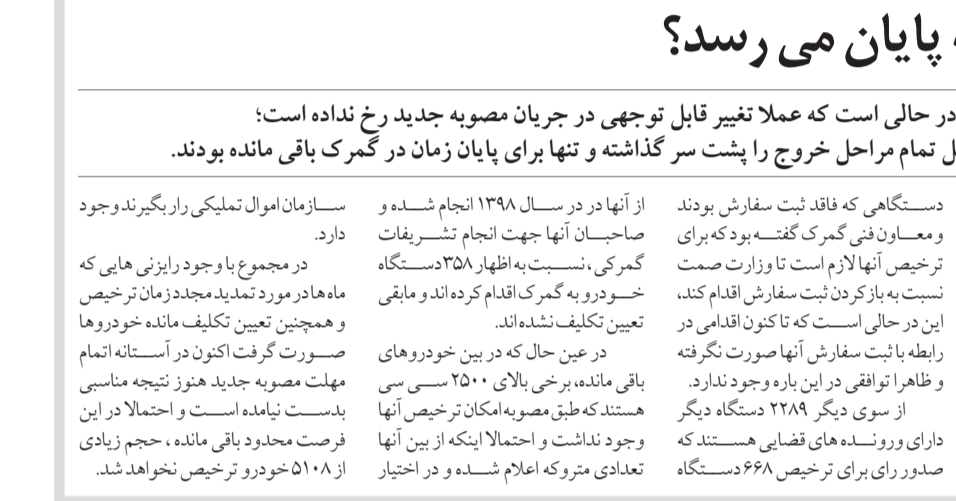 پایان می رسد؟
در حالی است که عملا تغییر قابل توجهی در جریان مصوبه جدید رخ نداده است؛
تمام مراحل خروج را پشت سر گذاشته و تنها برای پایان زمان در گمرک باقی مانده بودند.
دستگاهی که فاقد ثبت سفارش بودند
و معاون فنی گمرک گفته بود که برای
ترخیص آنها لازم است تا وزارت صمت
نسبت به باز کردن ثبت سفارش اقدام کند،
این در حالی است که تا کنون اقدامی در
رابطه با ثبت سفارش آنها صورت نگرفته
و ظاهرا توافقی در این باره وجود ندارد.
از سوی دیگر ۲۲۸۹ دستگاه دیگر
دارای ورونده های قضایی هستند که
صدور رای برای ترخیص ۶۶۸ دستگاه
از آنها در در سال ۱۳۹۸ انجام شده و
صاحبان آنها جهت انجام تشریفات
گمرکی، نسبت به اظهار ۳۵۸دستگاه
خودرو به گمرک اقدام کرده اند و مابقی
تعیین تکلیف نشده اند.
در عین حال که در بین خودروهای
باقی مانده، برخی بالای ۲۵۰۰ سی سی
هستند که طبق مصوبه امکان ترخیص آنها
وجود نداشت و احتمالا اینکه از بین آنها
تعدادی متروکه اعلام شده و در اختیار
سازمان اموال تملیکی رار بگیرند وجود
دارد.
در مجموع با وجود رایزنی هایی که
ماه ها در مورد تمدید مجدد زمان ترخیص
و همچنین تعیین تکلیف مانده خودروها
صورت گرفت اکنون در آستانه اتمام
مهلت مصوبه جدید هنوز نتیجه مناسبی
بدست نیامده است و احتمالا در این
فرصت محدود باقی مانده ، حجم زیادی
از ۵۱۰۸ خودرو ترخیص نخواهد شد.